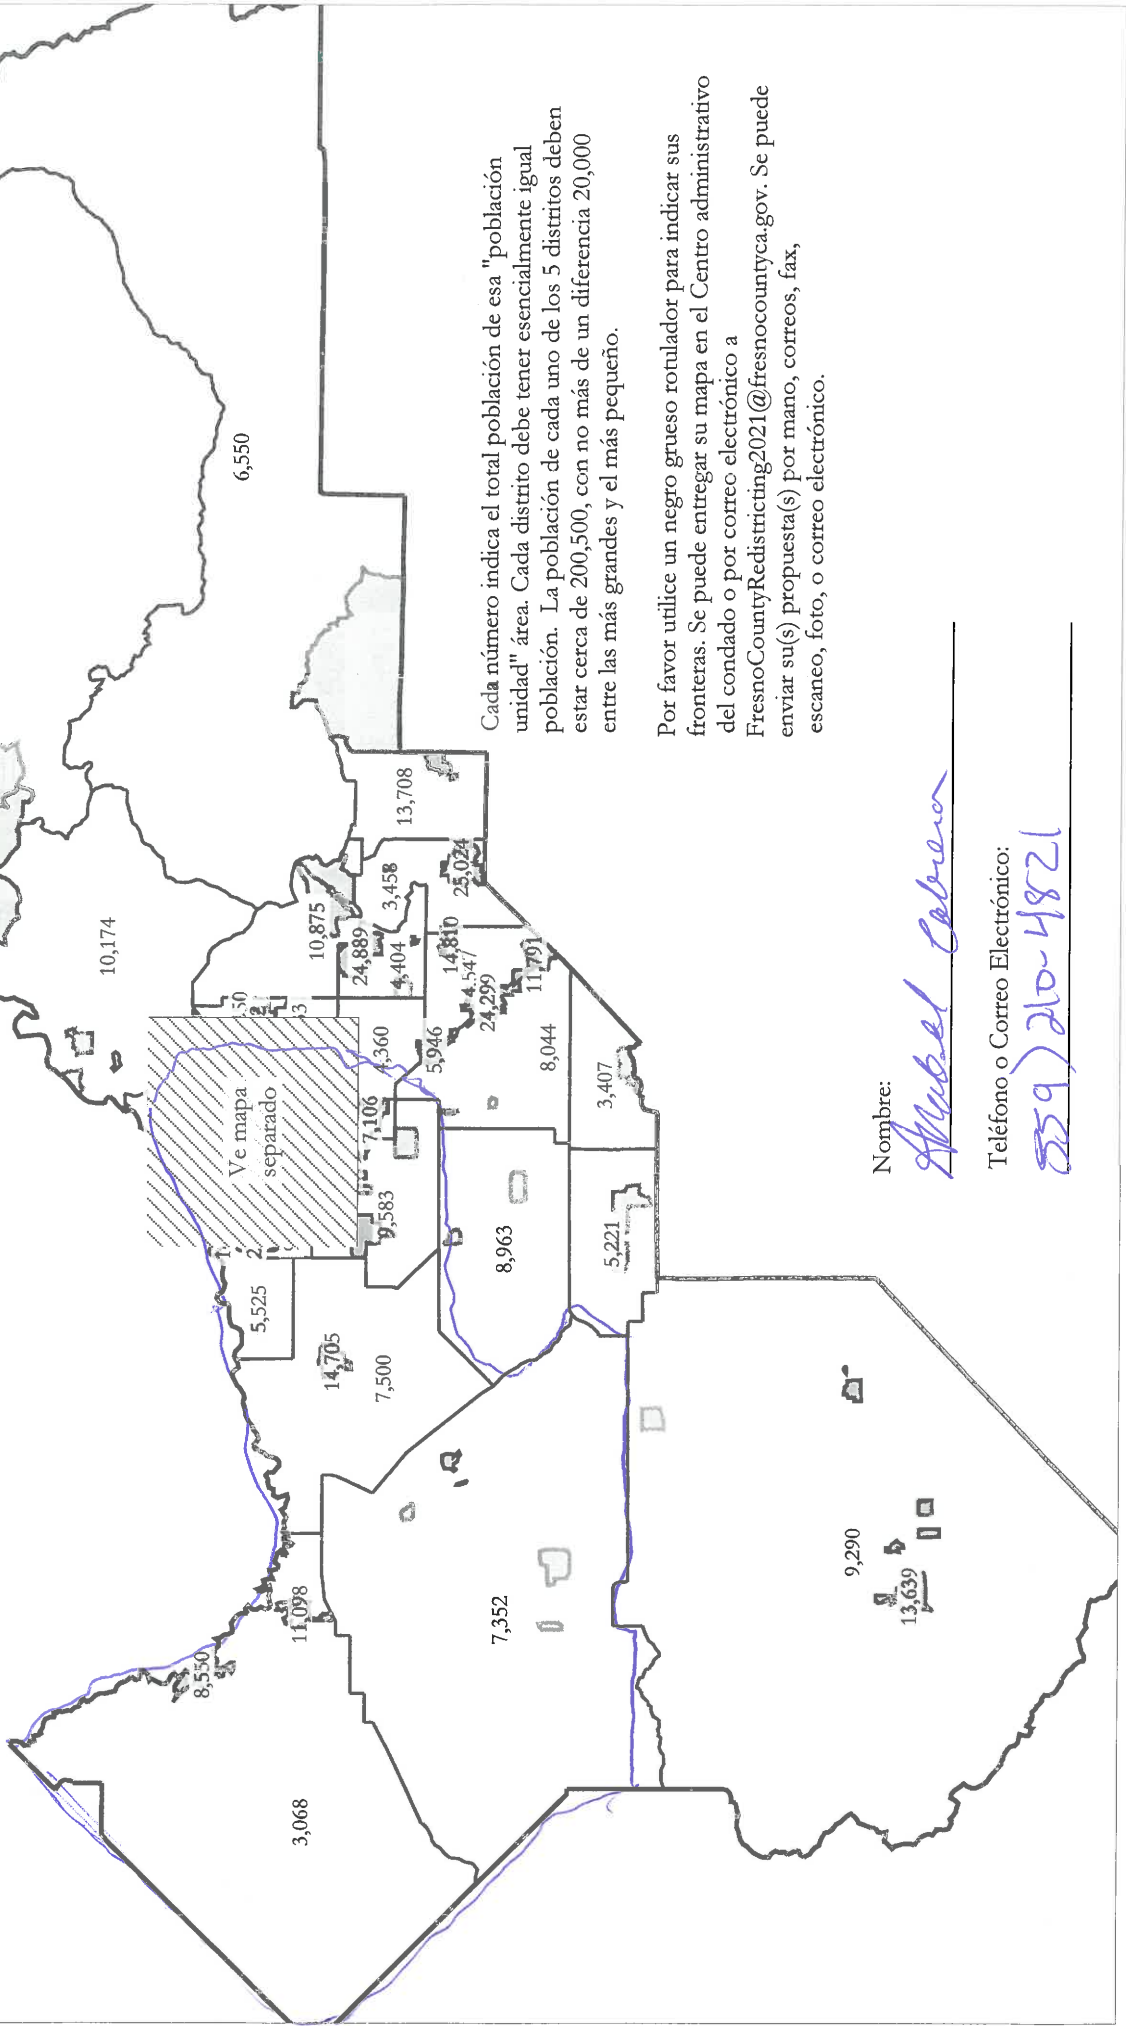 6,550
10,174
13,708
10,875
3,458
25,024
24,889
4,404
14,810
4,547
24,299
11,791
4,360
5,946
8,044
3,407
Ve mapa
separado
7,106
9,583
8,963
5,221
5,525
14,705
7,500
11,098
8,550
7,352
3,068
9,290
13,639
Cada número indica el total población de esa "población
unidad" área. Cada distrito debe tener esencialmente igual
población. La población de cada uno de los 5 distritos deben
estar cerca de 200,500, con no más de un diferencia 20,000
entre las más grandes y el más pequeño.
Por favor utilice un negro grueso rotulador para indicar sus
fronteras. Se puede entregar su mapa en el Centro administrativo
del condado o por correo electrónico a
FresnoCountyRedistricting2021@fresnocountyca.gov. Se puede
enviar su(s) propuesta(s) por mano, correos, fax,
escaneo, foto, o correo electrónico.
Nombre:
Cabrera
Teléfono o Correo Electrónico:
559) 210-4821